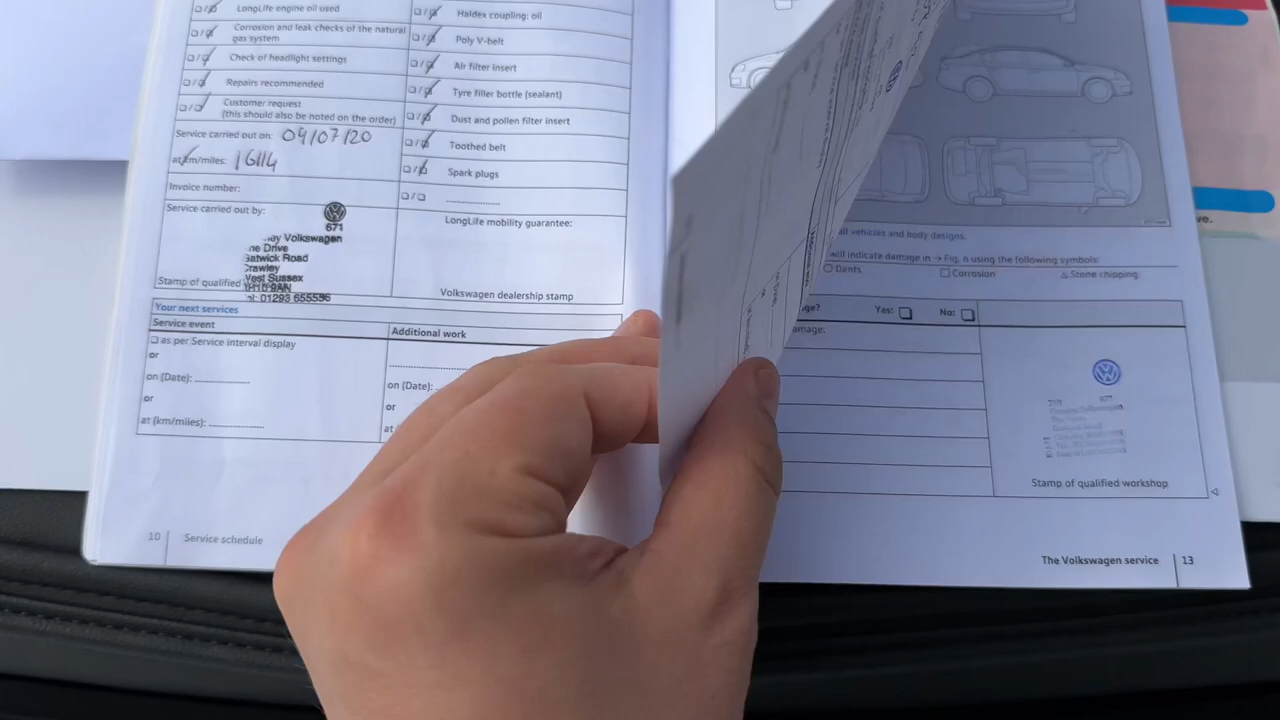 LongLife engine oil used
Corrosion and leak checks of the natural
gas system
Check of headlight settings
Repairs recommended
Customer request
(this should also be noted on the order)
Service carried out on: 09/07/20
at km/miles: 16114
Invoice number:
Service carried out by:
671
Volkswagen
Drive
Road
West Sussex
01293 655556
Stamp of qualified
Haldex coupling: oil
Poly V-belt
Air filter insert
Tyre filler bottle (sealant)
Dust and pollen filter insert
Toothed belt
Spark plugs
LongLife mobility guarantee:
Volkswagen dealership stamp
Your next services
Service event
as per Service interval display
or
on (Date):
or
at (km/miles):
Additional work
on (Date):
or
at
10 Service schedule
all vehicles and body designs.
will indicate damage in → Fig. 6 using the following symbols:
Dants
Corrosion
Stone chipping
Yes:
No:
671
Stamp of qualified workshop
The Volkswagen service 13
ve.